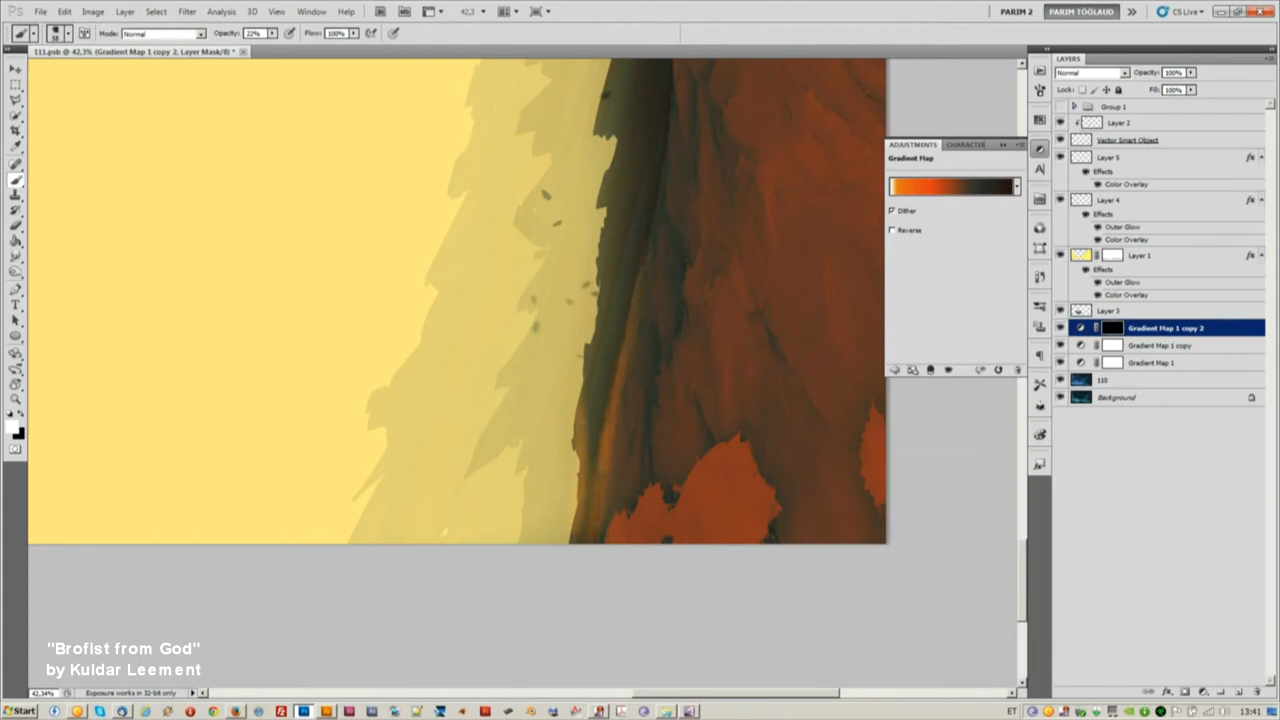 Ps File Edit Image Layer Select Filter Analysis 3D View Window Help 42,3 PARIM 2 PARIM TÖÖLAUD CS Live
Mode: Normal Opacity: 22% Flow: 100%
111.psb @ 42,3% (Gradient Map 1 copy 2, Layer Mask/8) *
LAYERS
Normal Opacity: 100%
Lock: Fill: 100%
Group 1
Layer 2
Vector Smart Object
Layer 5 fx
Effects
Color Overlay
Layer 4 fx
Effects
Outer Glow
Color Overlay
Layer 1 fx
Effects
Outer Glow
Color Overlay
Layer 3
Gradient Map 1 copy 2
Gradient Map 1 copy
Gradient Map 1
110
Background
ADJUSTMENTS CHARACTER
Gradient Map
Dither
Reverse
"Brofist from God"
by Kuldar Leement
42,34% Exposure works in 32-bit only
Start ET 13:41